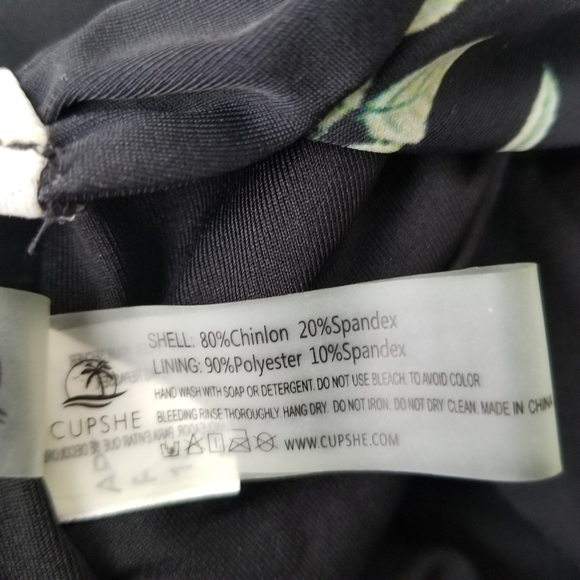 SHELL: 80%Chinlon 20%Spandex
LINING: 90%Polyester 10%Spandex
HAND WASH WITH SOAP OR DETERGENT. DO NOT USE BLEACH. TO AVOID COLOR
BLEEDING RINSE THOROUGHLY HANG DRY. DO NOT IRON. DO NOT DRY CLEAN. MADE IN CHINA
CUPSHE
WWW.CUPSHE.COM